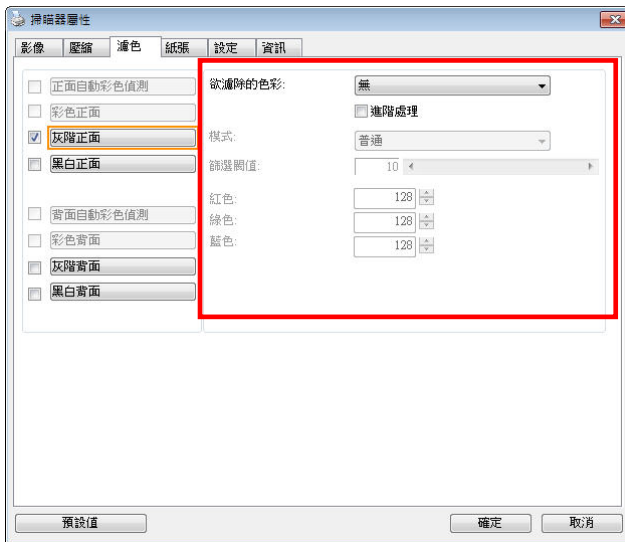 掃瞄器屬性
影像 壓縮 濾色 紙張 設定 資訊
正面自動彩色偵測
彩色正面
灰階正面
黑白正面
背面自動彩色偵測
彩色背面
灰階背面
黑白背面
欲濾除的色彩: 無
進階處理
模式: 普通
篩選閥值: 10
紅色: 128
綠色: 128
藍色: 128
預設值 確定 取消